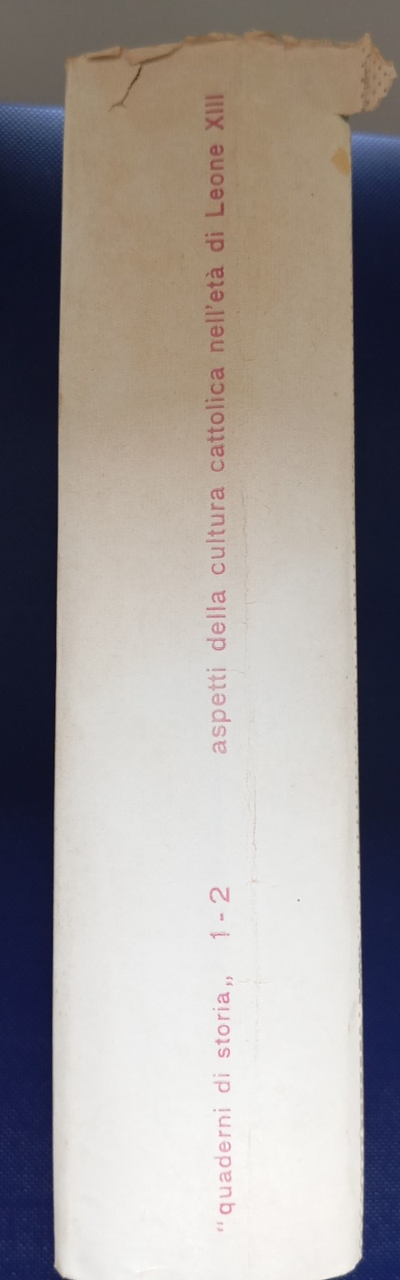 "quaderni di storia„ 1-2 aspetti della cultura cattolica nell'età di Leone XIII